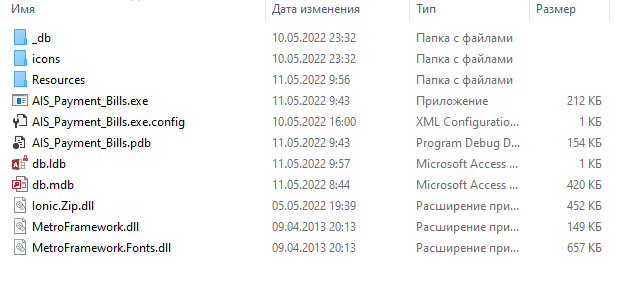 Имя Дата изменения Тип Размер
_db 10.05.2022 23:32 Папка с файлами
icons 10.05.2022 23:32 Папка с файлами
Resources 11.05.2022 9:56 Папка с файлами
AIS_Payment_Bills.exe 11.05.2022 9:43 Приложение 212 КБ
AIS_Payment_Bills.exe.config 10.05.2022 16:00 XML Configuratio... 1 КБ
AIS_Payment_Bills.pdb 11.05.2022 9:43 Program Debug D... 154 КБ
db.ldb 11.05.2022 9:57 Microsoft Access ... 1 КБ
db.mdb 11.05.2022 8:44 Microsoft Access ... 420 КБ
Ionic.Zip.dll 05.05.2022 19:39 Расширение при... 452 КБ
MetroFramework.dll 09.04.2013 20:13 Расширение при... 149 КБ
MetroFramework.Fonts.dll 09.04.2013 20:13 Расширение при... 657 КБ